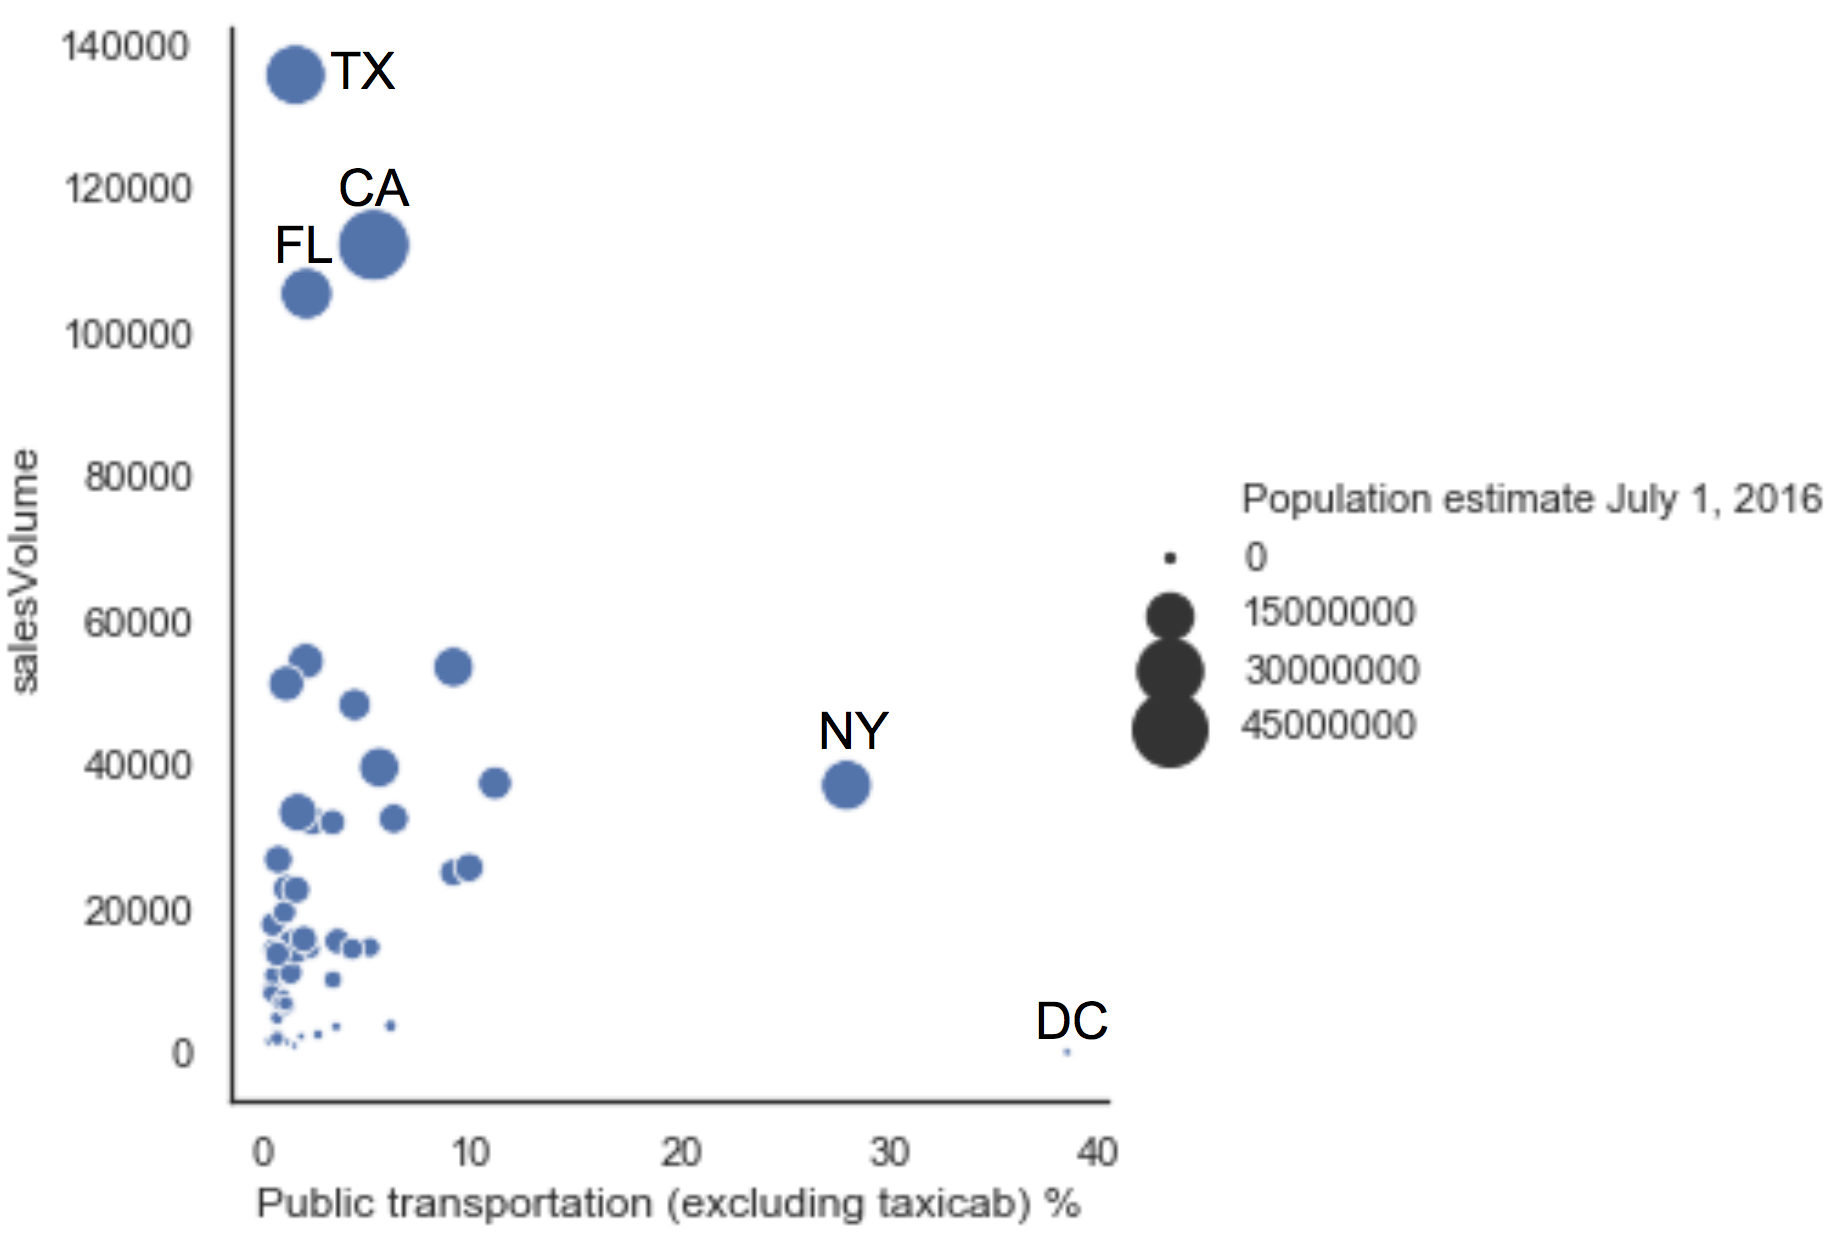 140000
TX
120000
CA
FL
100000
80000
salesVolume
Population estimate July 1, 2016
0
15000000
60000
30000000
45000000
NY
40000
20000
DC
0
0 10 20 30 40
Public transportation (excluding taxicab) %